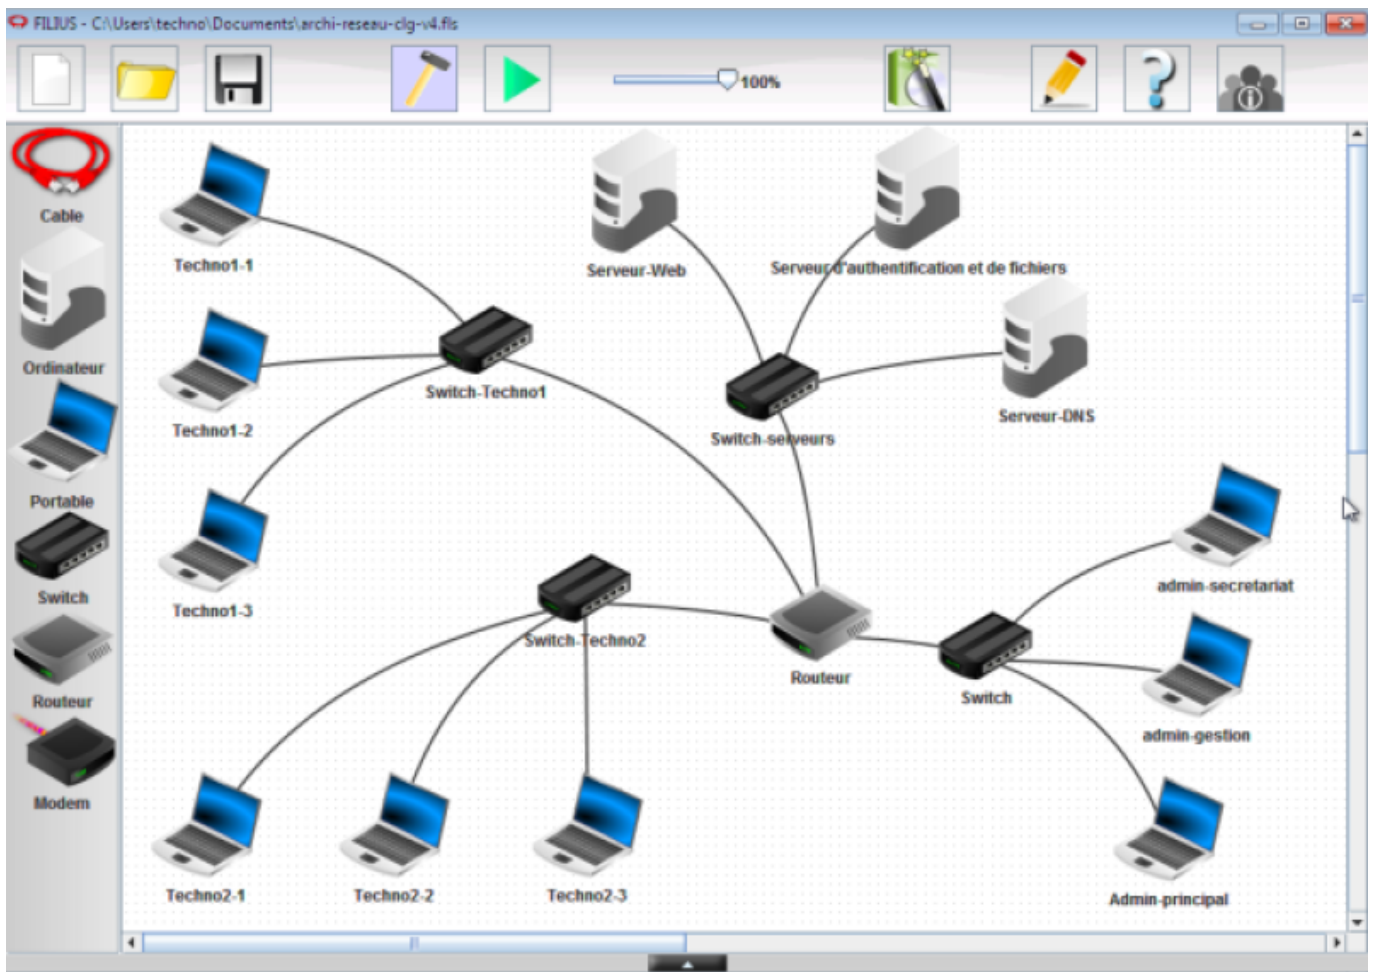 FILIUS - C:\Users\techno\Documents\archi-reseau-clg-v4.fls
100%
Cable
Ordinateur
Portable
Switch
Routeur
Modem
Techno1-1
Serveur-Web
Serveur d'authentification et de fichiers
Techno1-2
Switch-Techno1
Switch-serveurs
Serveur-DNS
Techno1-3
Switch-Techno2
Routeur
Switch
admin-secretariat
admin-gestion
Techno2-1
Techno2-2
Techno2-3
Admin-principal